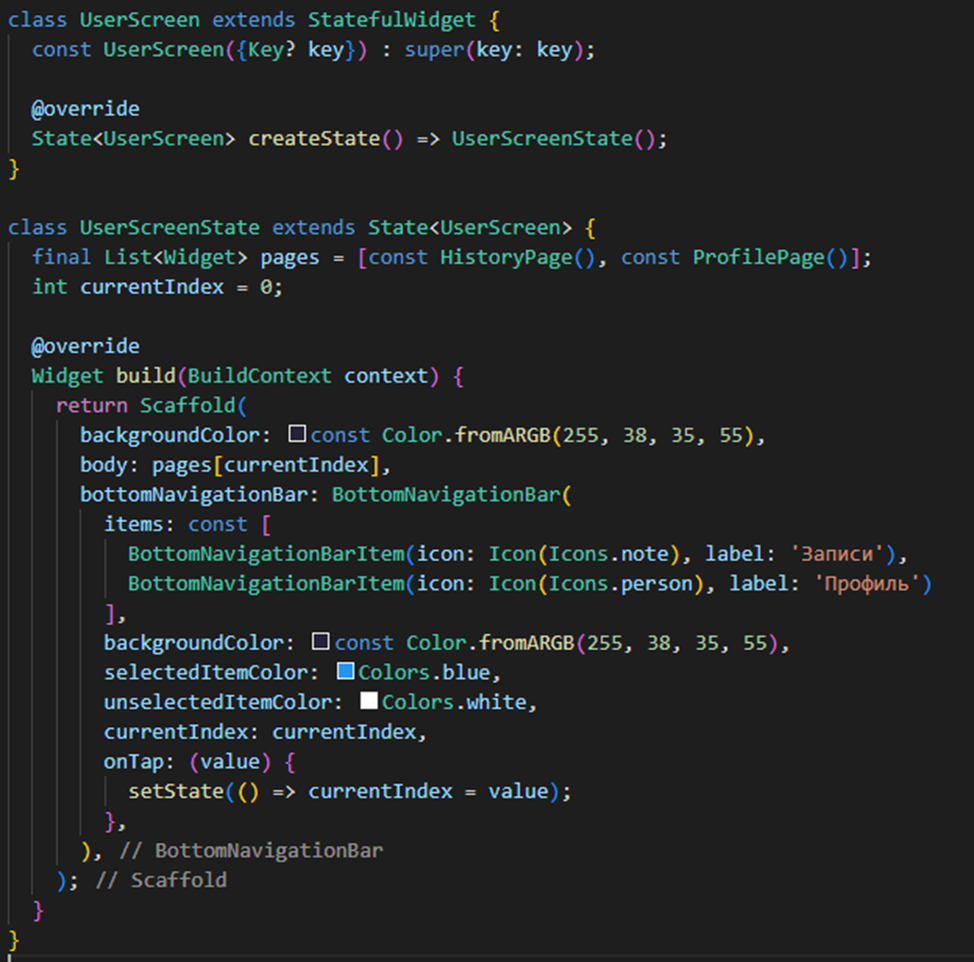 class UserScreen extends StatefulWidget {
  const UserScreen({Key? key}) : super(key: key);

  @override
  State<UserScreen> createState() => UserScreenState();
}

class UserScreenState extends State<UserScreen> {
  final List<Widget> pages = [const HistoryPage(), const ProfilePage()];
  int currentIndex = 0;

  @override
  Widget build(BuildContext context) {
    return Scaffold(
      backgroundColor: const Color.fromARGB(255, 38, 35, 55),
      body: pages[currentIndex],
      bottomNavigationBar: BottomNavigationBar(
        items: const [
          BottomNavigationBarItem(icon: Icon(Icons.note), label: 'Записи'),
          BottomNavigationBarItem(icon: Icon(Icons.person), label: 'Профиль')
        ],
        backgroundColor: const Color.fromARGB(255, 38, 35, 55),
        selectedItemColor: Colors.blue,
        unselectedItemColor: Colors.white,
        currentIndex: currentIndex,
        onTap: (value) {
          setState(() => currentIndex = value);
        },
      ), // BottomNavigationBar
    ); // Scaffold
  }
}